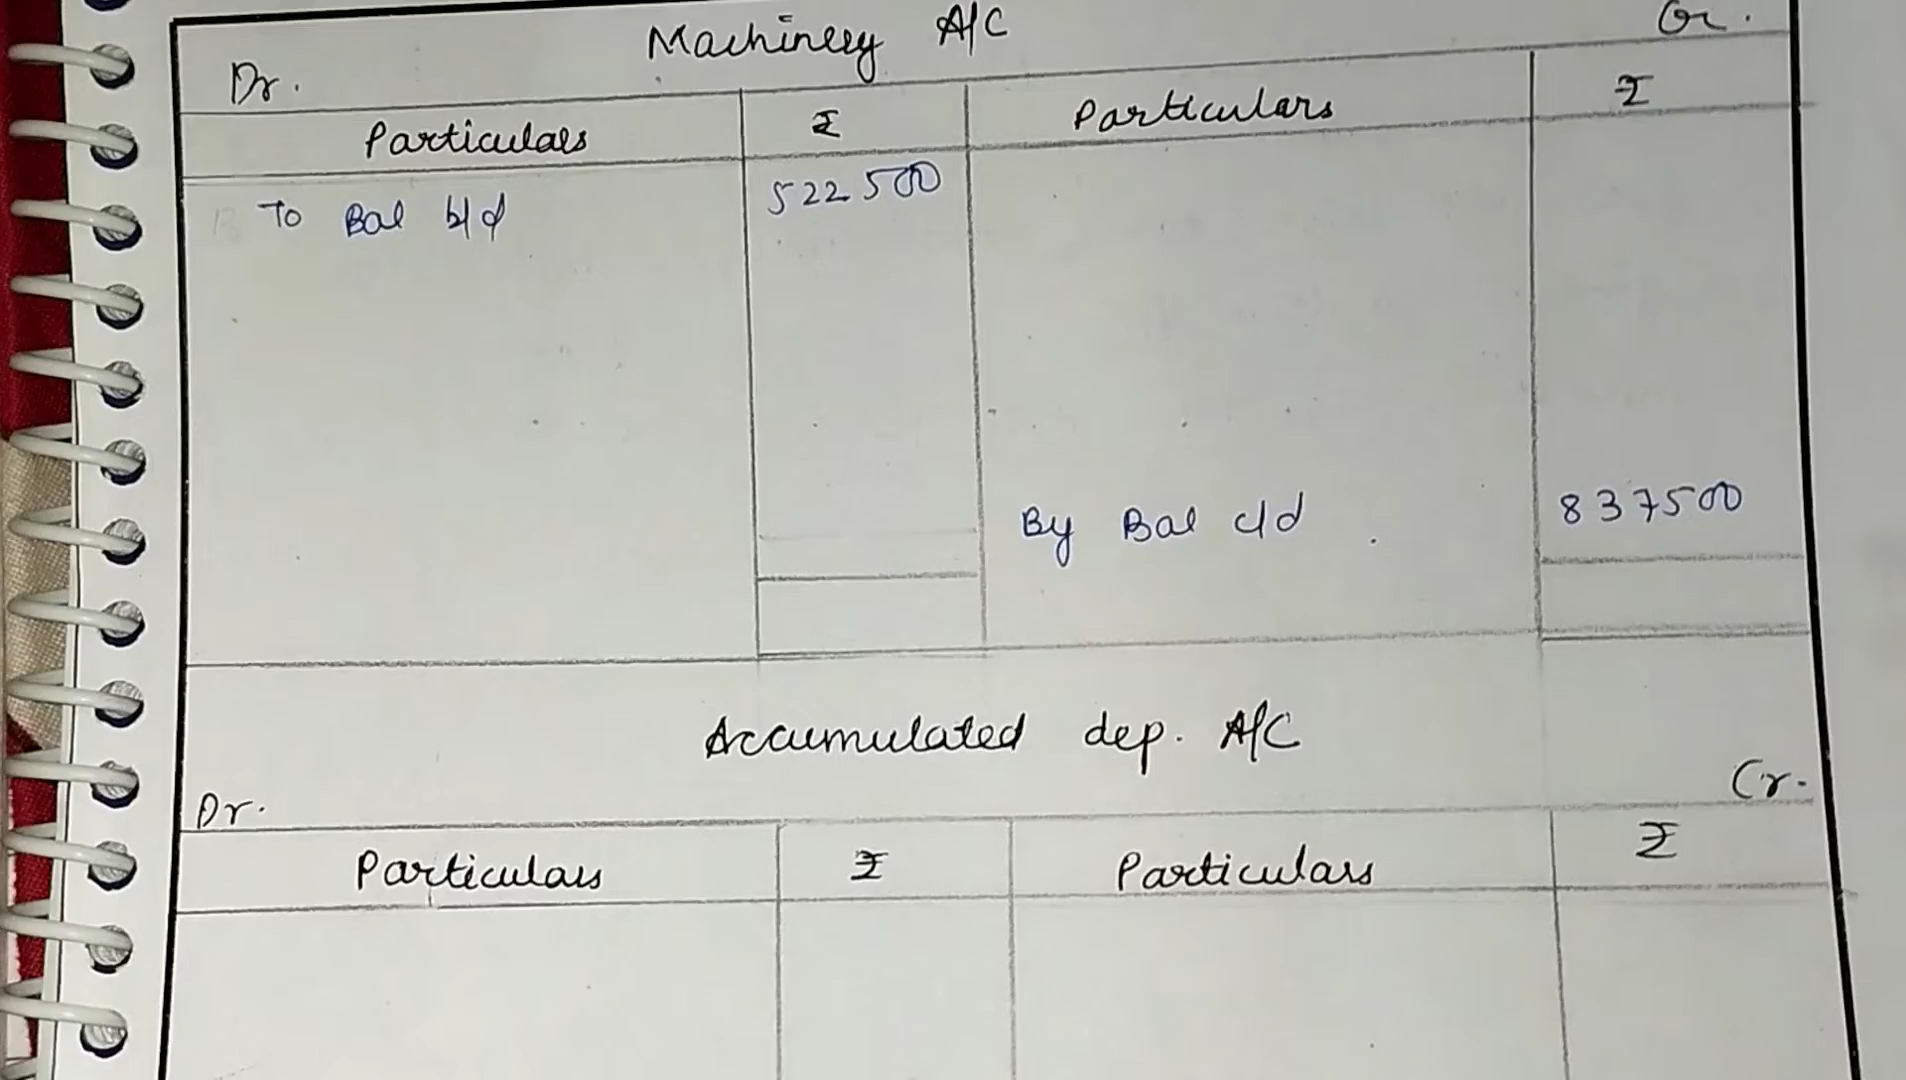 Machinery A/C
Dr. Cr.
Particulars ₹ Particulars ₹
To Bal b/d 522500
By Bal c/d 837500
Accumulated dep. A/C
Dr. Cr.
Particulars ₹ Particulars ₹